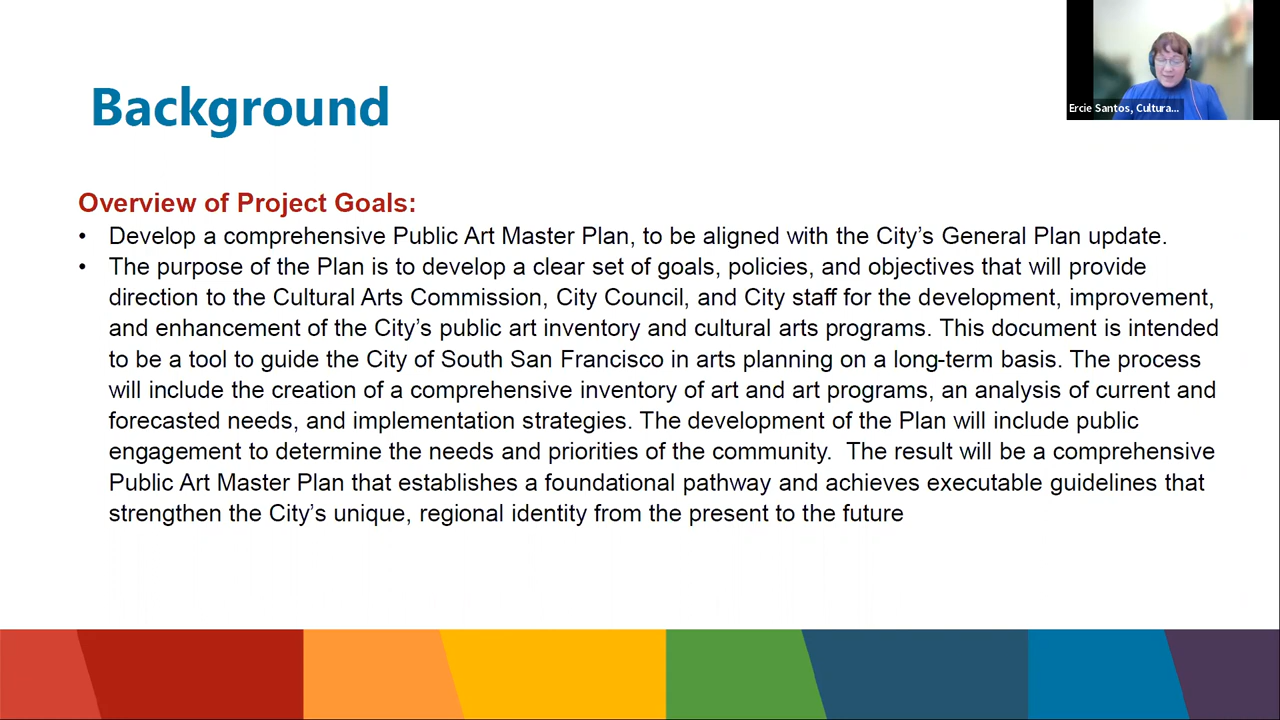 Background
Ercie Santos, Cultura...
Overview of Project Goals:
• Develop a comprehensive Public Art Master Plan, to be aligned with the City’s General Plan update.
• The purpose of the Plan is to develop a clear set of goals, policies, and objectives that will provide
direction to the Cultural Arts Commission, City Council, and City staff for the development, improvement,
and enhancement of the City’s public art inventory and cultural arts programs. This document is intended
to be a tool to guide the City of South San Francisco in arts planning on a long-term basis. The process
will include the creation of a comprehensive inventory of art and art programs, an analysis of current and
forecasted needs, and implementation strategies. The development of the Plan will include public
engagement to determine the needs and priorities of the community.  The result will be a comprehensive
Public Art Master Plan that establishes a foundational pathway and achieves executable guidelines that
strengthen the City’s unique, regional identity from the present to the future